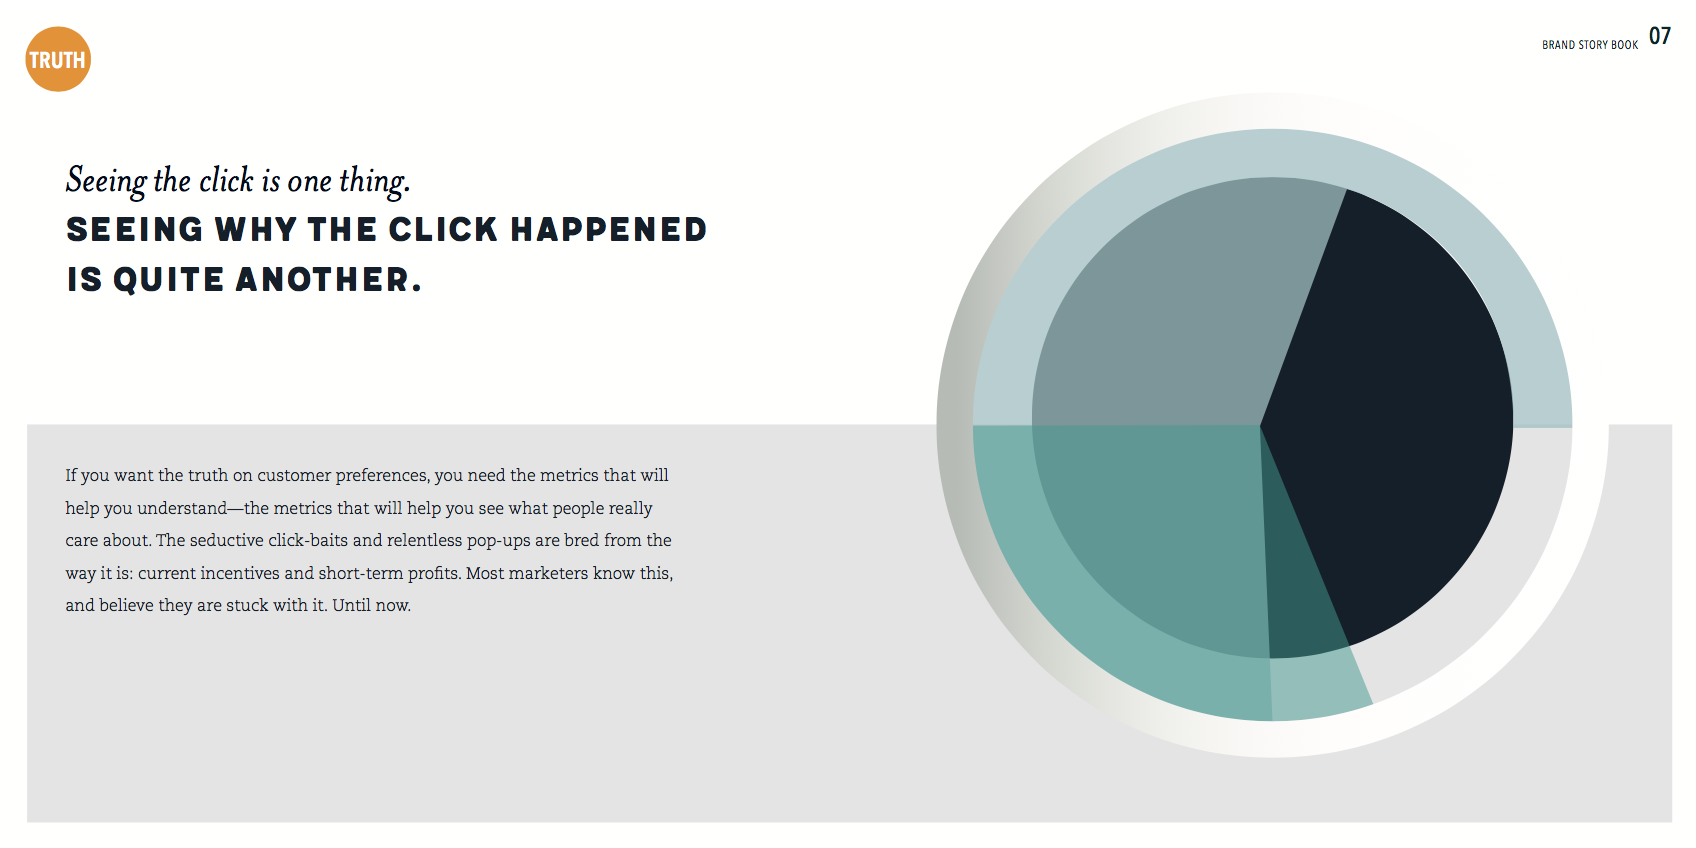 TRUTH
BRAND STORY BOOK 07
Seeing the click is one thing.
SEEING WHY THE CLICK HAPPENED
IS QUITE ANOTHER.
If you want the truth on customer preferences, you need the metrics that will
help you understand—the metrics that will help you see what people really
care about. The seductive click-baits and relentless pop-ups are bred from the
way it is: current incentives and short-term profits. Most marketers know this,
and believe they are stuck with it. Until now.